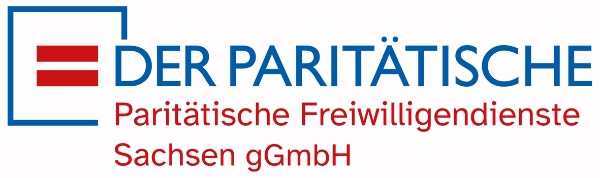 DER PARITÄTISCHE
Paritätische Freiwilligendienste
Sachsen gGmbH